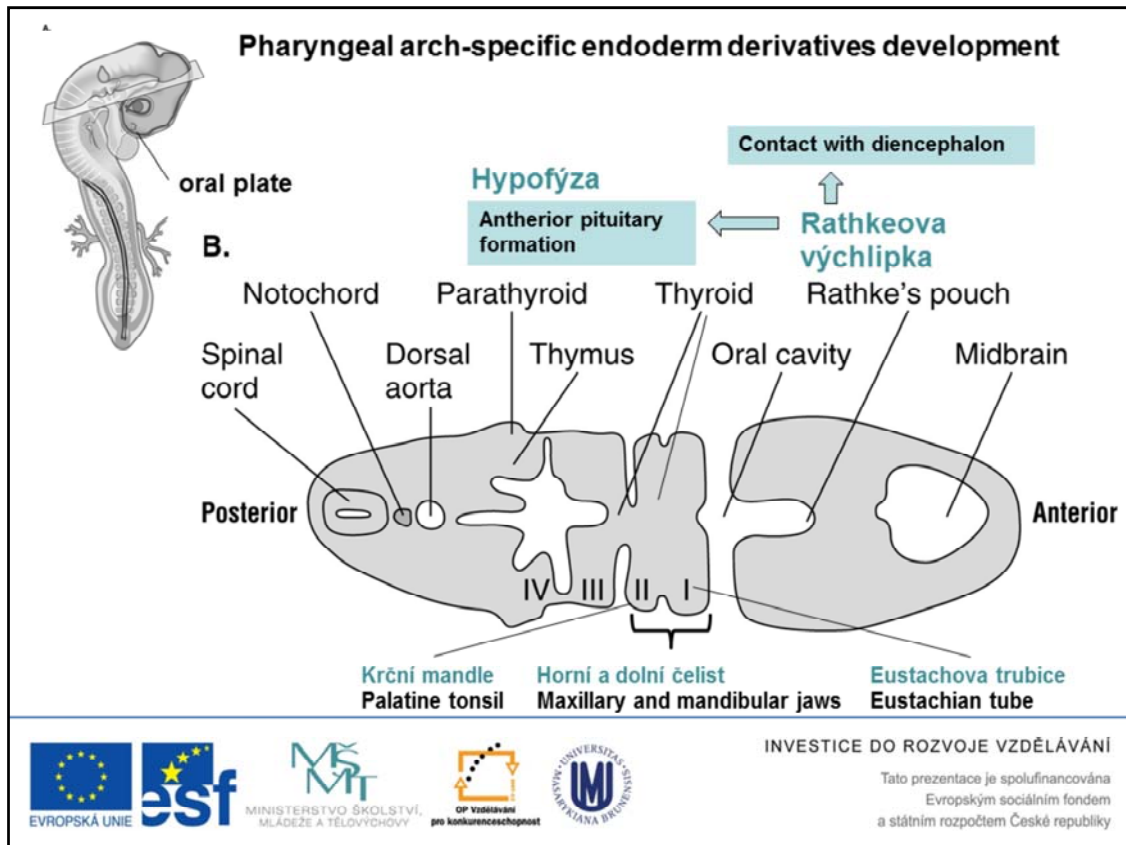 A.
Pharyngeal arch-specific endoderm derivatives development
oral plate
Contact with diencephalon
Hypofýza
Antherior pituitary
formation
Rathkeova
výchlipka
B.
Notochord
Parathyroid
Thyroid
Rathke's pouch
Spinal
cord
Dorsal
aorta
Thymus
Oral cavity
Midbrain
Posterior
Anterior
IV III II I
Krční mandle
Palatine tonsil
Horní a dolní čelist
Maxillary and mandibular jaws
Eustachova trubice
Eustachian tube
EVROPSKÁ UNIE
esf
MŠMT
MINISTERSTVO ŠKOLSTVÍ,
MLÁDEŽE A TĚLOVÝCHOVY
OP Vzdělávání
pro konkurenceschopnost
UNIVERSITAS
MASARYKIANA BRUNENSIS
INVESTICE DO ROZVOJE VZDĚLÁVÁNÍ
Tato prezentace je spolufinancována
Evropským sociálním fondem
a státním rozpočtem České republiky